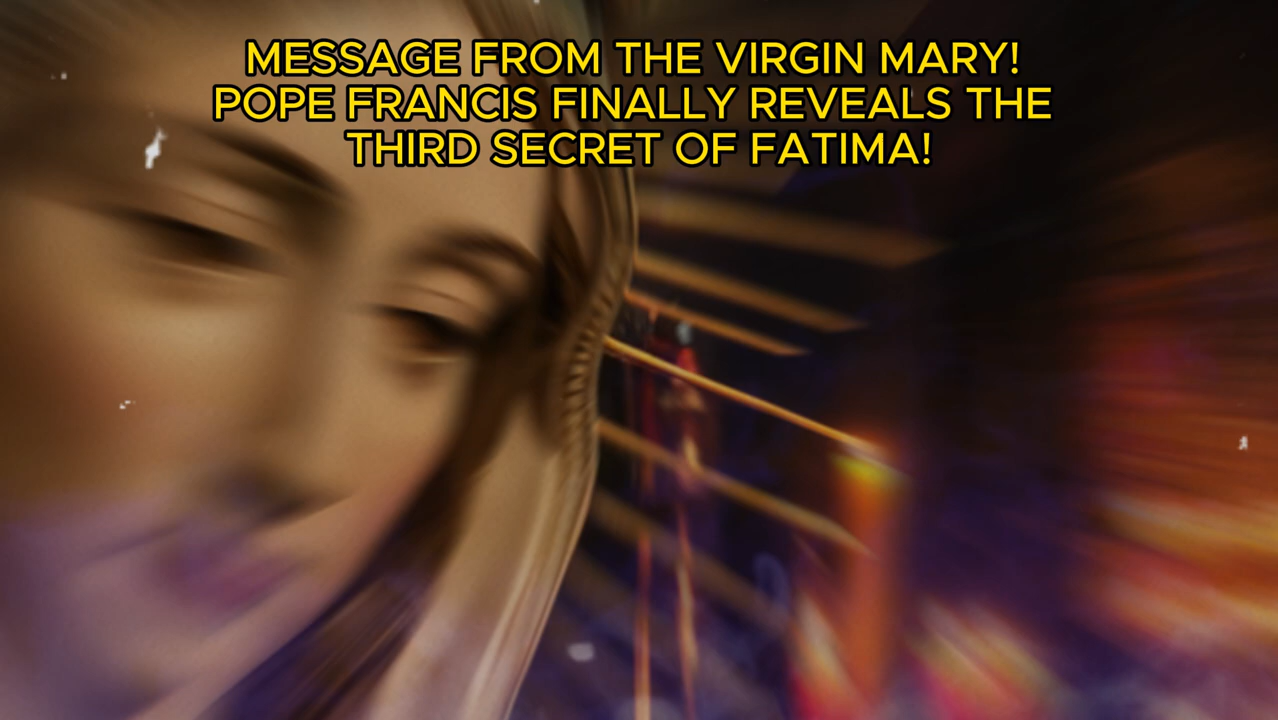 MESSAGE FROM THE VIRGIN MARY!
POPE FRANCIS FINALLY REVEALS THE
THIRD SECRET OF FATIMA!